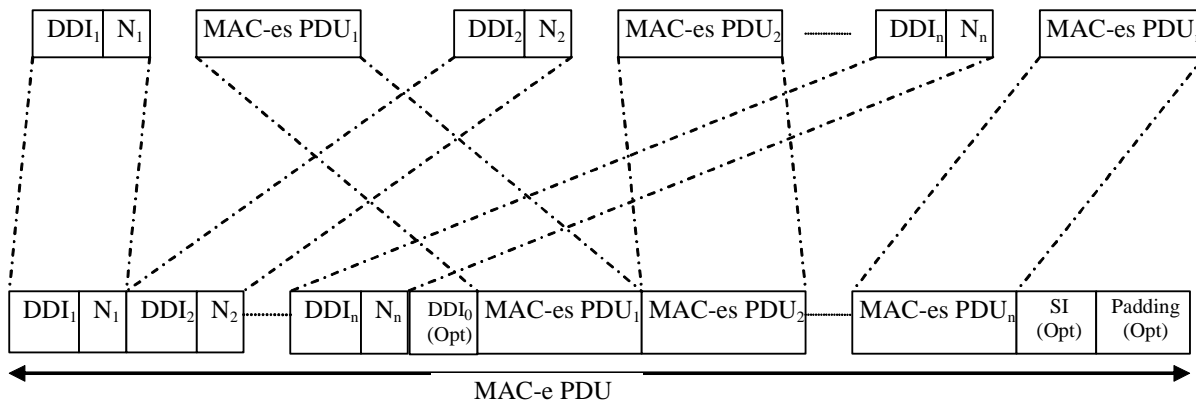 DDI₁ N₁ MAC-es PDU₁ DDI₂ N₂ MAC-es PDU₂ DDIₙ Nₙ MAC-es PDU
DDI₁ N₁ DDI₂ N₂ DDIₙ Nₙ DDI₀ (Opt) MAC-es PDU₁ MAC-es PDU₂ MAC-es PDUₙ SI (Opt) Padding (Opt)
MAC-e PDU